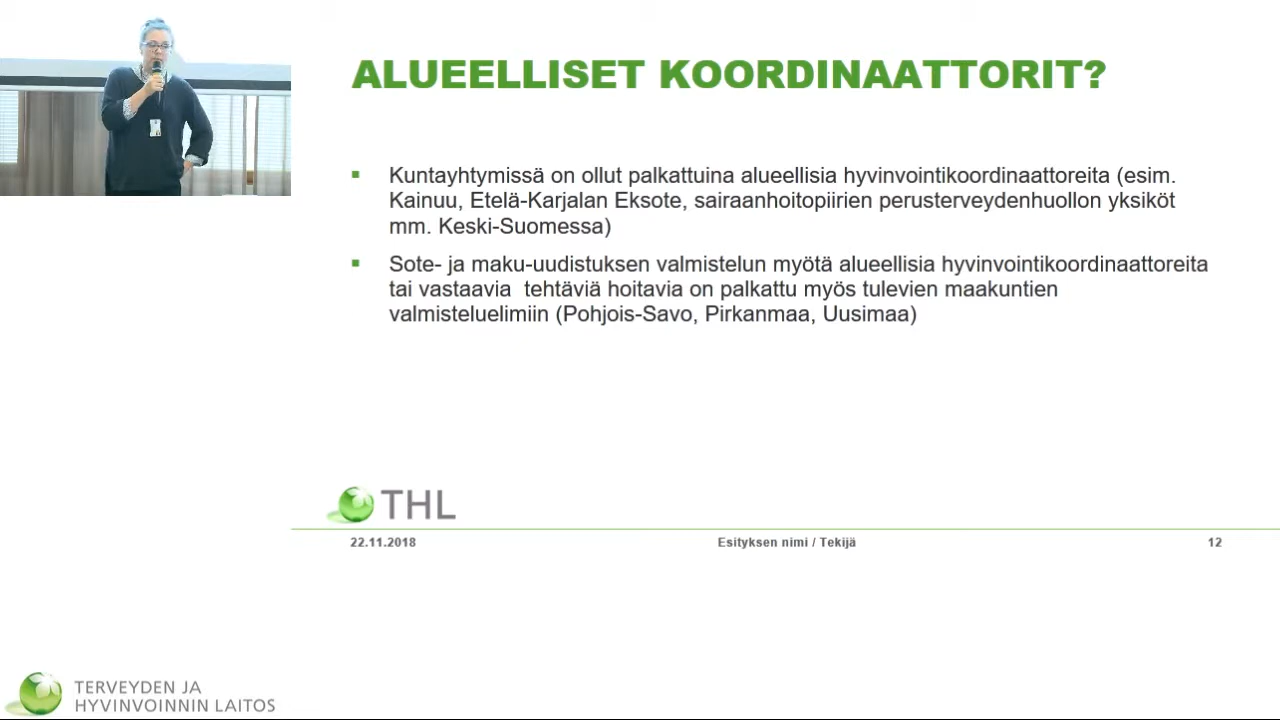 ALUEELLISET KOORDINAATTORIT?
▪ Kuntayhtymissä on ollut palkattuina alueellisia hyvinvointikoordinaattoreita (esim.
Kainuu, Etelä-Karjalan Eksote, sairaanhoitopiirien perusterveydenhuollon yksiköt
mm. Keski-Suomessa)
▪ Sote- ja maku-uudistuksen valmistelun myötä alueellisia hyvinvointikoordinaattoreita
tai vastaavia tehtäviä hoitavia on palkattu myös tulevien maakuntien
valmisteluelimiin (Pohjois-Savo, Pirkanmaa, Uusimaa)
THL
22.11.2018 Esityksen nimi / Tekijä 12
TERVEYDEN JA
HYVINVOINNIN LAITOS